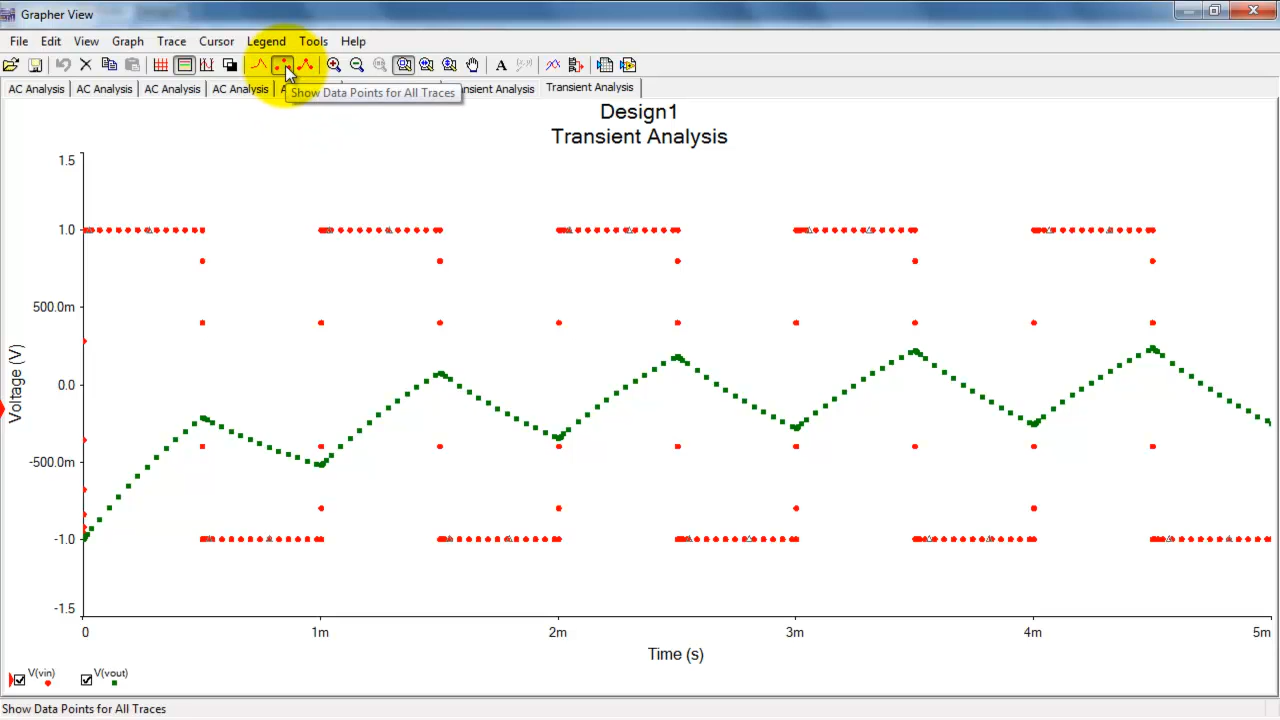 Grapher View
File Edit View Graph Trace Cursor Legend Tools Help
A
AC Analysis AC Analysis AC Analysis AC Analysis A Transient Analysis
Show Data Points for All Traces
Design1
Transient Analysis
1.5
1.0
500.0m
0.0
-500.0m
-1.0
-1.5
Voltage (V)
0 1m 2m 3m 4m 5m
Time (s)
V(vin) V(vout)
Show Data Points for All Traces